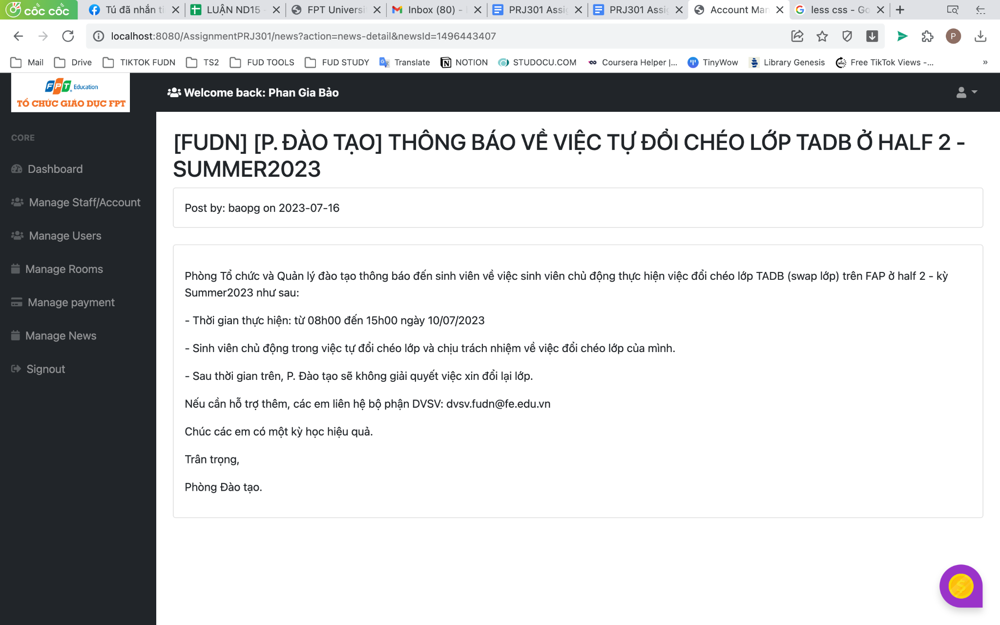 cốc cốc
Tú đã nhắn ti
LUẬN ND15 -
FPT Universi
Inbox (80) -
PRJ301 Assig
PRJ301 Assig
Account Man
less css - Go
localhost:8080/AssignmentPRJ301/news?action=news-detail&newsId=1496443407
P
Mail
Drive
TIKTOK FUDN
TS2
FUD TOOLS
FUD STUDY
Translate
NOTION
STUDOCU.COM
Coursera Helper |...
TinyWow
Library Genesis
Free TikTok Views -...
»
FPT Education
TỔ CHỨC GIÁO DỤC FPT
Welcome back: Phan Gia Bảo
CORE
Dashboard
Manage Staff/Account
Manage Users
Manage Rooms
Manage payment
Manage News
Signout
[FUDN] [P. ĐÀO TẠO] THÔNG BÁO VỀ VIỆC TỰ ĐỔI CHÉO LỚP TADB Ở HALF 2 -
SUMMER2023
Post by: baopg on 2023-07-16
Phòng Tổ chức và Quản lý đào tạo thông báo đến sinh viên về việc sinh viên chủ động thực hiện việc đổi chéo lớp TADB (swap lớp) trên FAP ở half 2 - kỳ
Summer2023 như sau:
- Thời gian thực hiện: từ 08h00 đến 15h00 ngày 10/07/2023
- Sinh viên chủ động trong việc tự đổi chéo lớp và chịu trách nhiệm về việc đổi chéo lớp của mình.
- Sau thời gian trên, P. Đào tạo sẽ không giải quyết việc xin đổi lại lớp.
Nếu cần hỗ trợ thêm, các em liên hệ bộ phận DVSV: dvsv.fudn@fe.edu.vn
Chúc các em có một kỳ học hiệu quả.
Trân trọng,
Phòng Đào tạo.